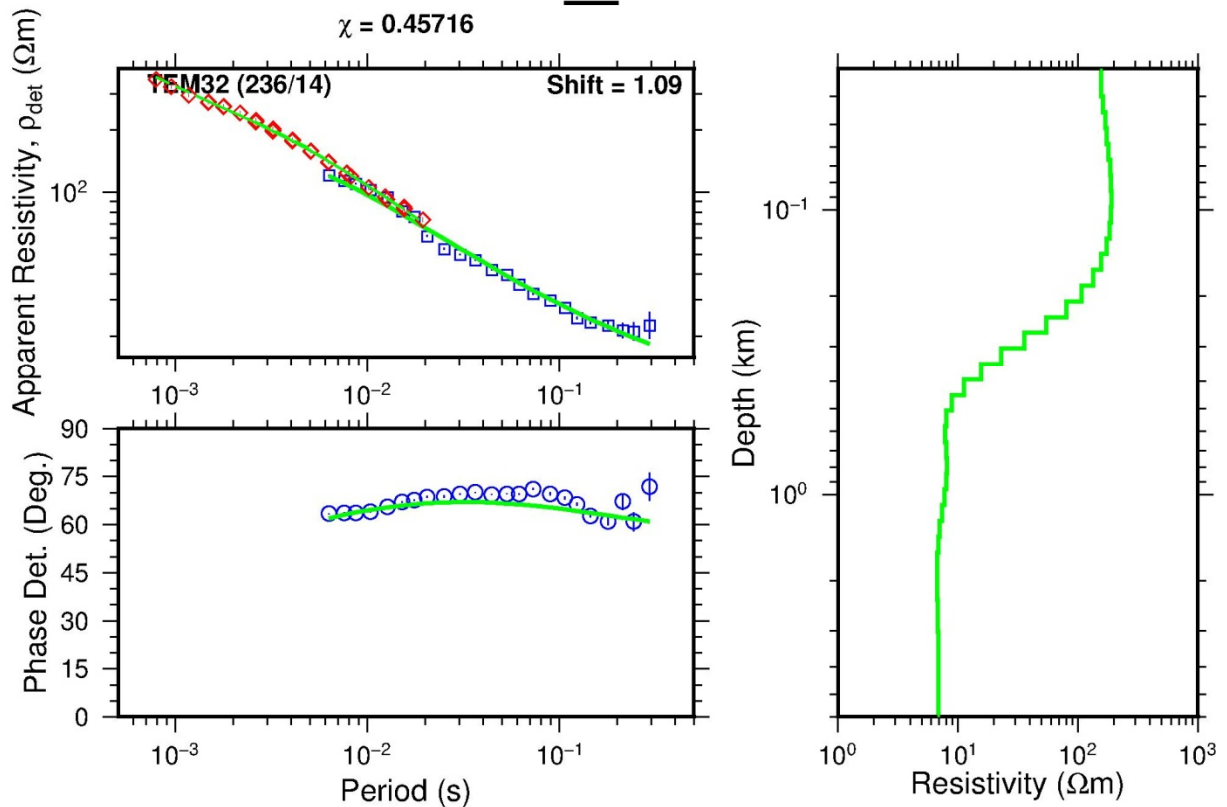 χ = 0.45716
TEM32 (236/14)
Shift = 1.09
Apparent Resistivity, ρdet (Ωm)
10²
10⁻³
10⁻²
10⁻¹
Phase Det. (Deg.)
90
75
60
45
30
15
0
10⁻³
10⁻²
10⁻¹
Period (s)
Depth (km)
10⁻¹
10⁰
10⁰
10¹
10²
10³
Resistivity (Ωm)